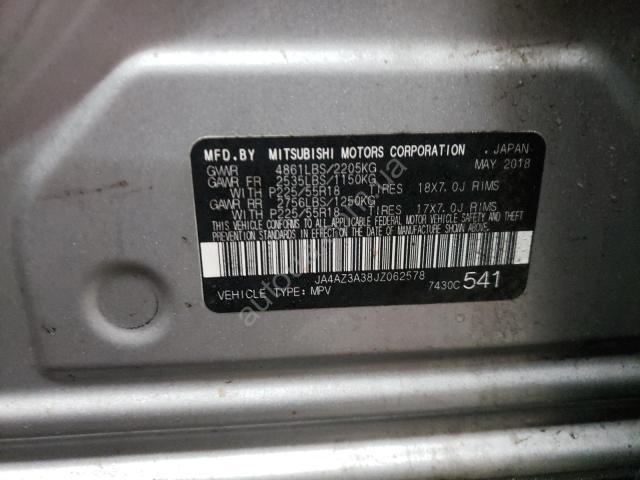 MFD.BY MITSUBISHI MOTORS CORPORATION , JAPAN
GVWR 4861LBS/2205KG MAY 2018
GAWR FR 2535LBS/1150KG
WITH P225/55R18 TIRES 18X7.0J RIMS
GAWR RR 2756LBS/1250KG
WITH P225/55R18 TIRES 17X7.0J RIMS
THIS VEHICLE CONFORMS TO ALL APPLICABLE FEDERAL MOTOR VEHICLE SAFETY AND THEFT
PREVENTION STANDARDS IN EFFECT ON THE DATE OF MANUFACTURE SHOWN ABOVE.
JA4AZ3A38JZ062578
VEHICLE TYPE: MPV 7430C 541